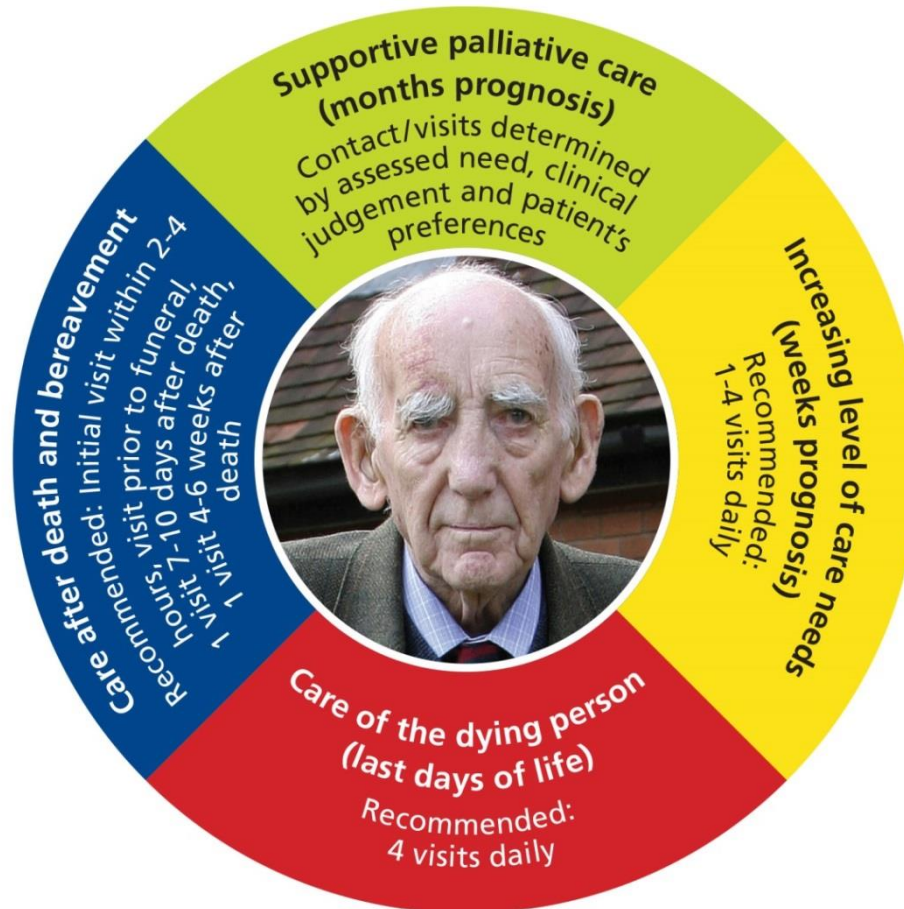 Supportive palliative care
(months prognosis)
Contact/visits determined
by assessed need, clinical
judgement and patient's
preferences
Increasing level of care needs
(weeks prognosis)
Recommended:
1-4 visits daily
Care of the dying person
(last days of life)
Recommended:
4 visits daily
Care after death and bereavement
Recommended: Initial visit within 2-4
hours, visit prior to funeral,
1 visit 7-10 days after death,
1 visit 4-6 weeks after
death